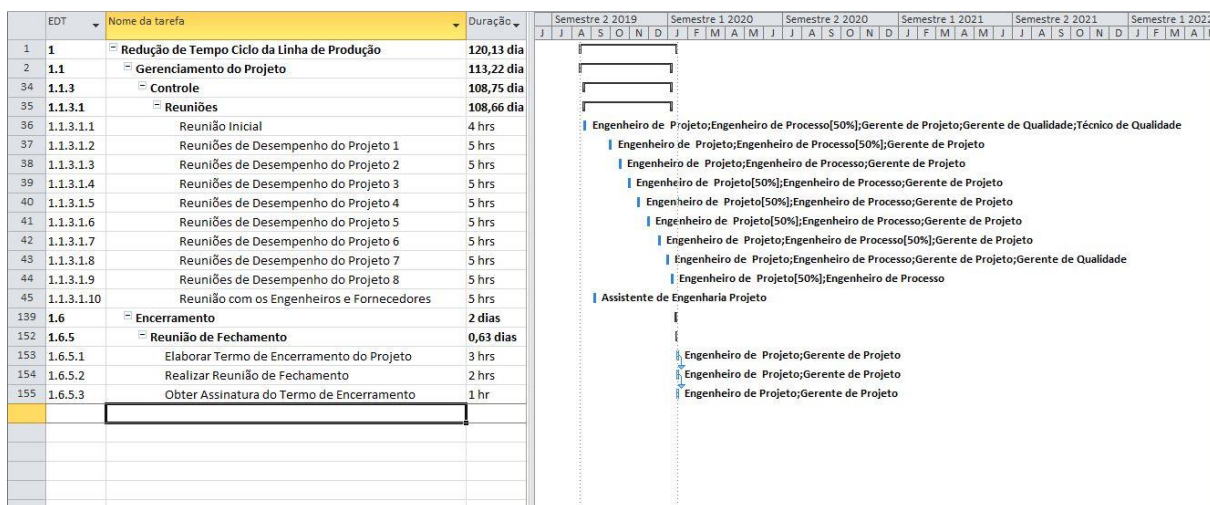 EDT Nome da tarefa Duração Semestre 2 2019 Semestre 1 2020 Semestre 2 2020 Semestre 1 2021 Semestre 2 2021 Semestre 1 2022
J J A S O N D J F M A M J J A S O N D J F M A M J J A S O N D J F M A
1 1 Redução de Tempo Ciclo da Linha de Produção 120,13 dia
2 1.1 Gerenciamento do Projeto 113,22 dia
34 1.1.3 Controle 108,75 dia
35 1.1.3.1 Reuniões 108,66 dia
36 1.1.3.1.1 Reunião Inicial 4 hrs Engenheiro de Projeto;Engenheiro de Processo[50%];Gerente de Projeto;Gerente de Qualidade;Técnico de Qualidade
37 1.1.3.1.2 Reuniões de Desempenho do Projeto 1 5 hrs Engenheiro de Projeto;Engenheiro de Processo[50%];Gerente de Projeto
38 1.1.3.1.3 Reuniões de Desempenho do Projeto 2 5 hrs Engenheiro de Projeto;Engenheiro de Processo;Gerente de Projeto
39 1.1.3.1.4 Reuniões de Desempenho do Projeto 3 5 hrs Engenheiro de Projeto[50%];Engenheiro de Processo;Gerente de Projeto
40 1.1.3.1.5 Reuniões de Desempenho do Projeto 4 5 hrs Engenheiro de Projeto[50%];Engenheiro de Processo;Gerente de Projeto
41 1.1.3.1.6 Reuniões de Desempenho do Projeto 5 5 hrs Engenheiro de Projeto[50%];Engenheiro de Processo;Gerente de Projeto
42 1.1.3.1.7 Reuniões de Desempenho do Projeto 6 5 hrs Engenheiro de Projeto;Engenheiro de Processo[50%];Gerente de Projeto
43 1.1.3.1.8 Reuniões de Desempenho do Projeto 7 5 hrs Engenheiro de Projeto;Engenheiro de Processo;Gerente de Projeto;Gerente de Qualidade
44 1.1.3.1.9 Reuniões de Desempenho do Projeto 8 5 hrs Engenheiro de Projeto[50%];Engenheiro de Processo
45 1.1.3.1.10 Reunião com os Engenheiros e Fornecedores 5 hrs Assistente de Engenharia Projeto
139 1.6 Encerramento 2 dias
152 1.6.5 Reunião de Fechamento 0,63 dias
153 1.6.5.1 Elaborar Termo de Encerramento do Projeto 3 hrs Engenheiro de Projeto;Gerente de Projeto
154 1.6.5.2 Realizar Reunião de Fechamento 2 hrs Engenheiro de Projeto;Gerente de Projeto
155 1.6.5.3 Obter Assinatura do Termo de Encerramento 1 hr Engenheiro de Projeto;Gerente de Projeto